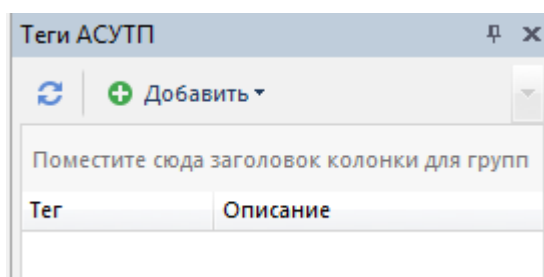 Теги АСУТП
Добавить
Поместите сюда заголовок колонки для групп
Тег Описание